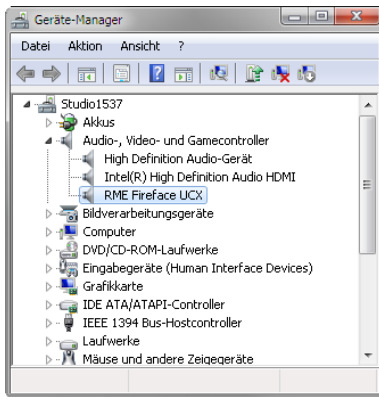 Geräte-Manager
Datei Aktion Ansicht ?
Studio1537
Akkus
Audio-, Video- und Gamecontroller
High Definition Audio-Gerät
Intel(R) High Definition Audio HDMI
RME Fireface UCX
Bildverarbeitungsgeräte
Computer
DVD/CD-ROM-Laufwerke
Eingabegeräte (Human Interface Devices)
Grafikkarte
IDE ATA/ATAPI-Controller
IEEE 1394 Bus-Hostcontroller
Laufwerke
Mäuse und andere Zeigegeräte